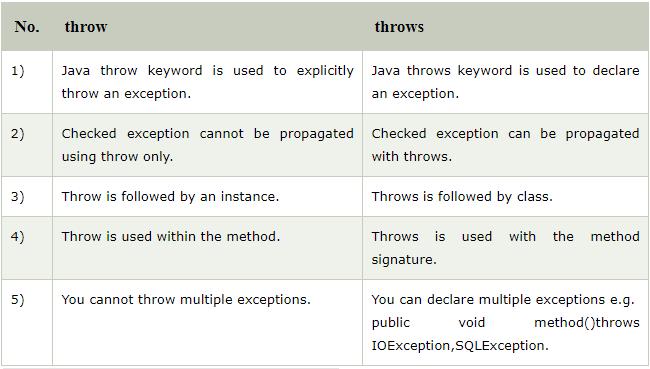 No. throw throws
1) Java throw keyword is used to explicitly Java throws keyword is used to declare
throw an exception. an exception.
2) Checked exception cannot be propagated Checked exception can be propagated
using throw only. with throws.
3) Throw is followed by an instance. Throws is followed by class.
4) Throw is used within the method. Throws is used with the method
signature.
5) You cannot throw multiple exceptions. You can declare multiple exceptions e.g.
public void method()throws
IOException,SQLException.